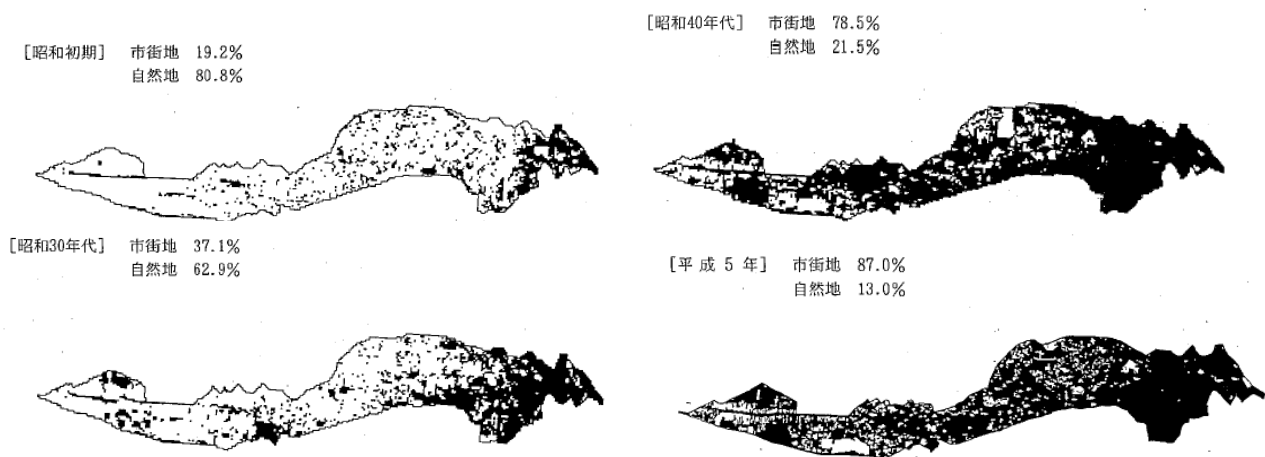 [昭和初期] 市街地 19.2%
自然地 80.8%
[昭和40年代] 市街地 78.5%
自然地 21.5%
[昭和30年代] 市街地 37.1%
自然地 62.9%
[平成5年] 市街地 87.0%
自然地 13.0%